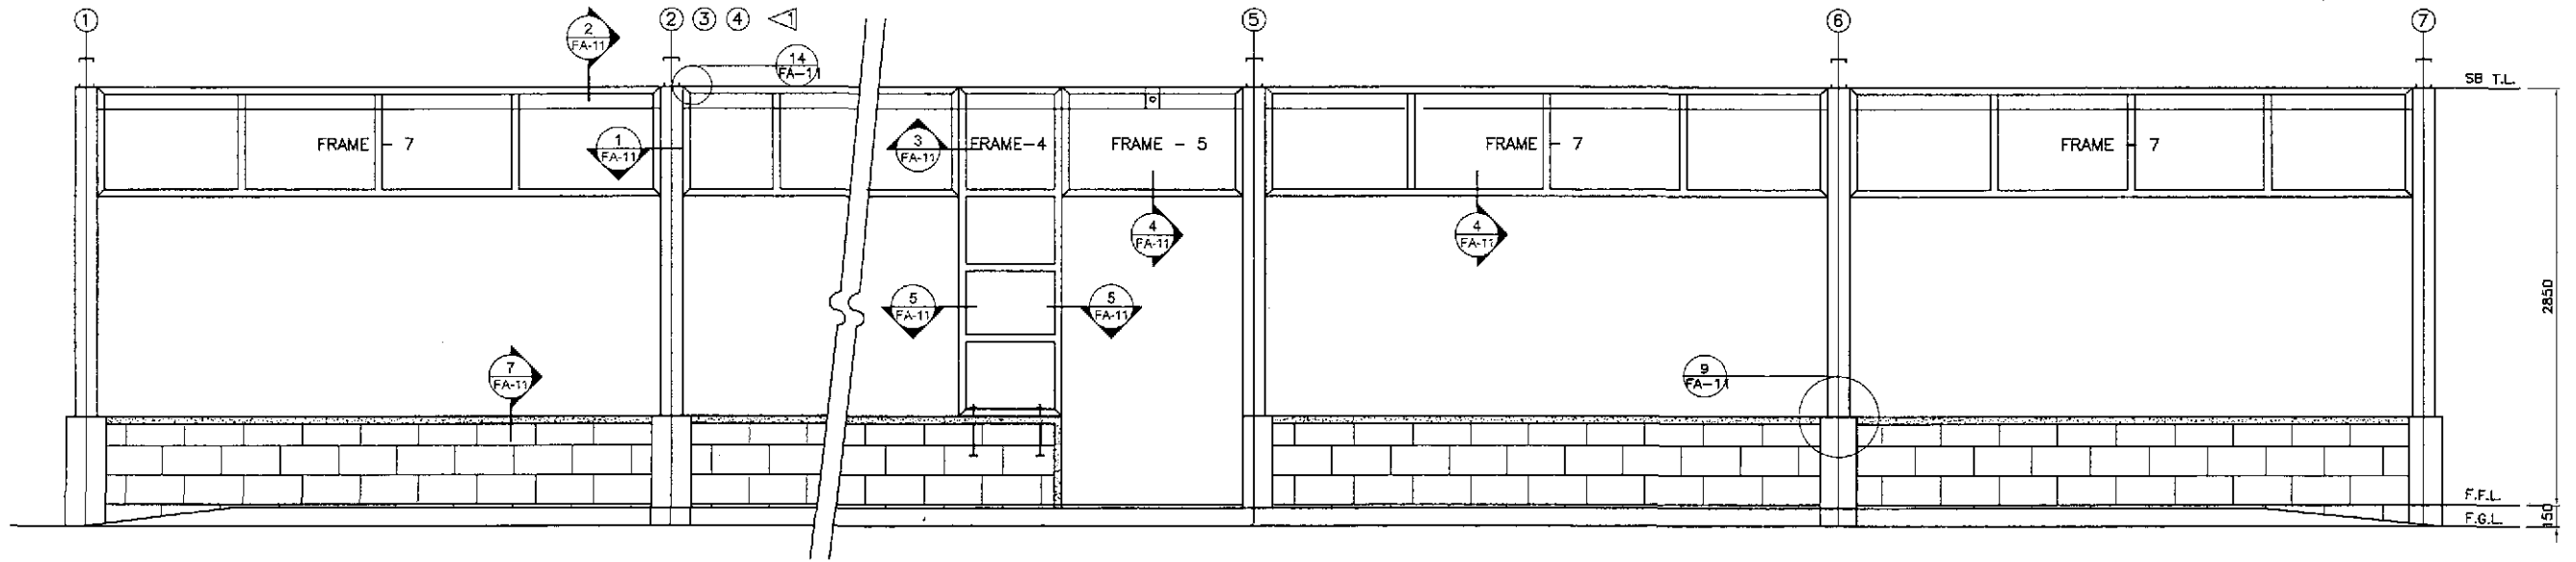 1 2 3 4 1 5 6 7
2
FA-11
14
FA-11
SB T.L.
FRAME - 7
1
FA-11
3
FA-11
FRAME-4
FRAME - 5
FRAME - 7
FRAME - 7
4
FA-11
4
FA-11
5
FA-11
5
FA-11
2850
7
FA-11
9
FA-11
F.F.L.
150
F.G.L.